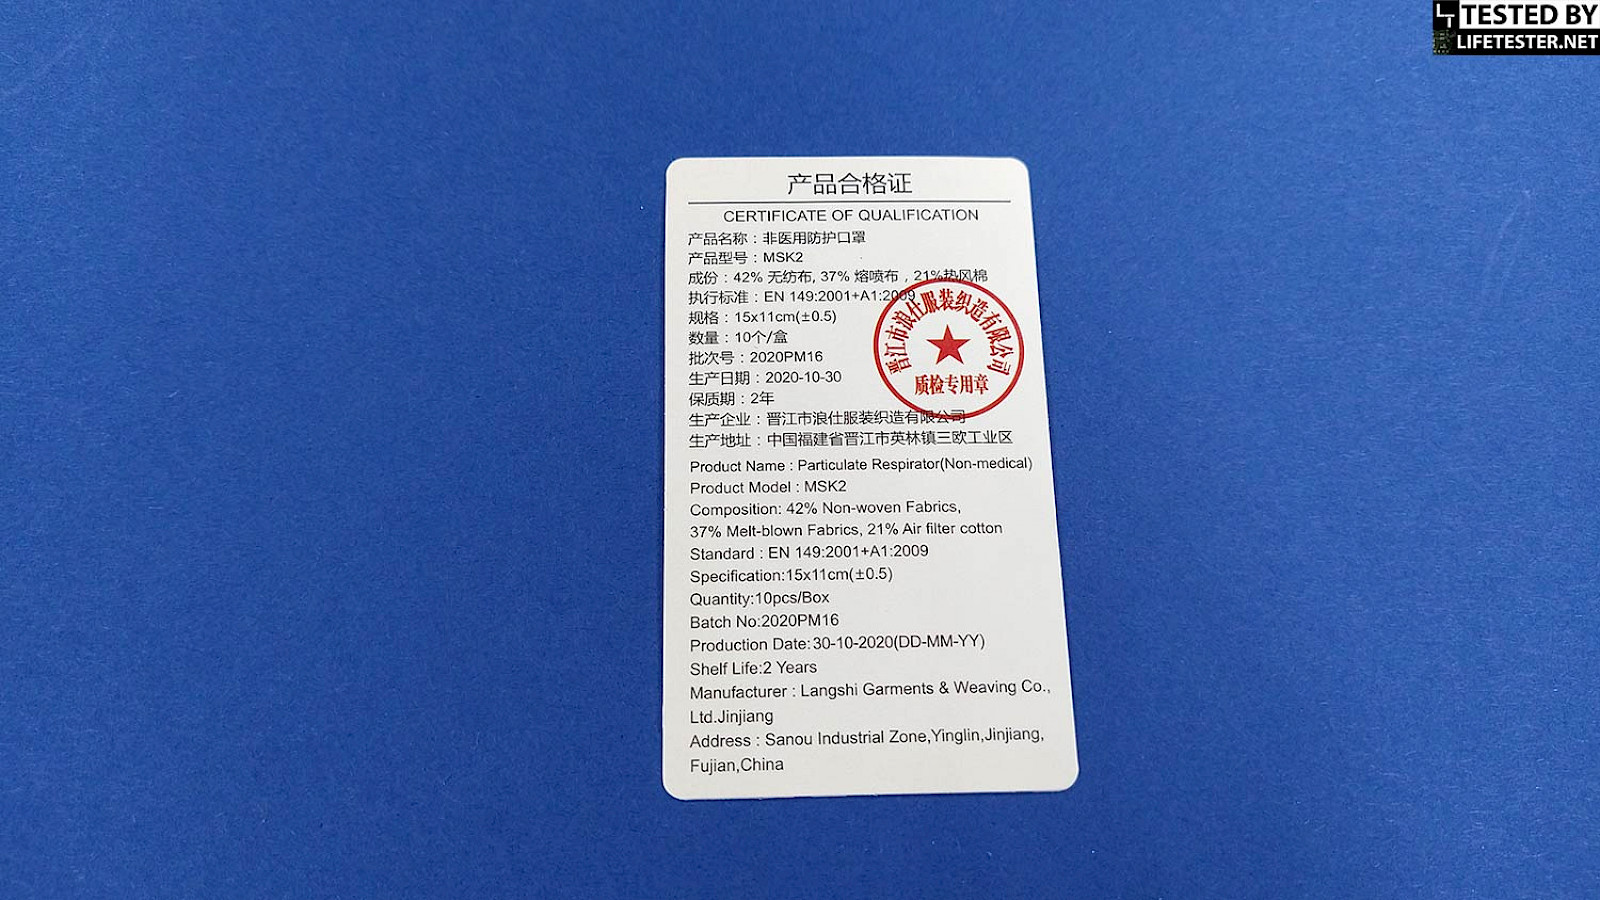 LT TESTED BY
LIFETESTER.NET
产品合格证
CERTIFICATE OF QUALIFICATION
产品名称：非医用防护口罩
产品型号：MSK2
成份：42% 无纺布, 37% 熔喷布，21%热风棉
执行标准：EN 149:2001+A1:2009
规格：15x11cm(±0.5)
数量：10个/盒
批次号：2020PM16
生产日期：2020-10-30
保质期：2年
生产企业：晋江市浪仕服装织造有限公司
生产地址：中国福建省晋江市英林镇三欧工业区
晋江市浪仕服装织造有限公司
质检专用章
Product Name : Particulate Respirator(Non-medical)
Product Model : MSK2
Composition: 42% Non-woven Fabrics,
37% Melt-blown Fabrics, 21% Air filter cotton
Standard : EN 149:2001+A1:2009
Specification:15x11cm(±0.5)
Quantity:10pcs/Box
Batch No:2020PM16
Production Date:30-10-2020(DD-MM-YY)
Shelf Life:2 Years
Manufacturer : Langshi Garments & Weaving Co.,
Ltd.Jinjiang
Address : Sanou Industrial Zone,Yinglin,Jinjiang,
Fujian,China